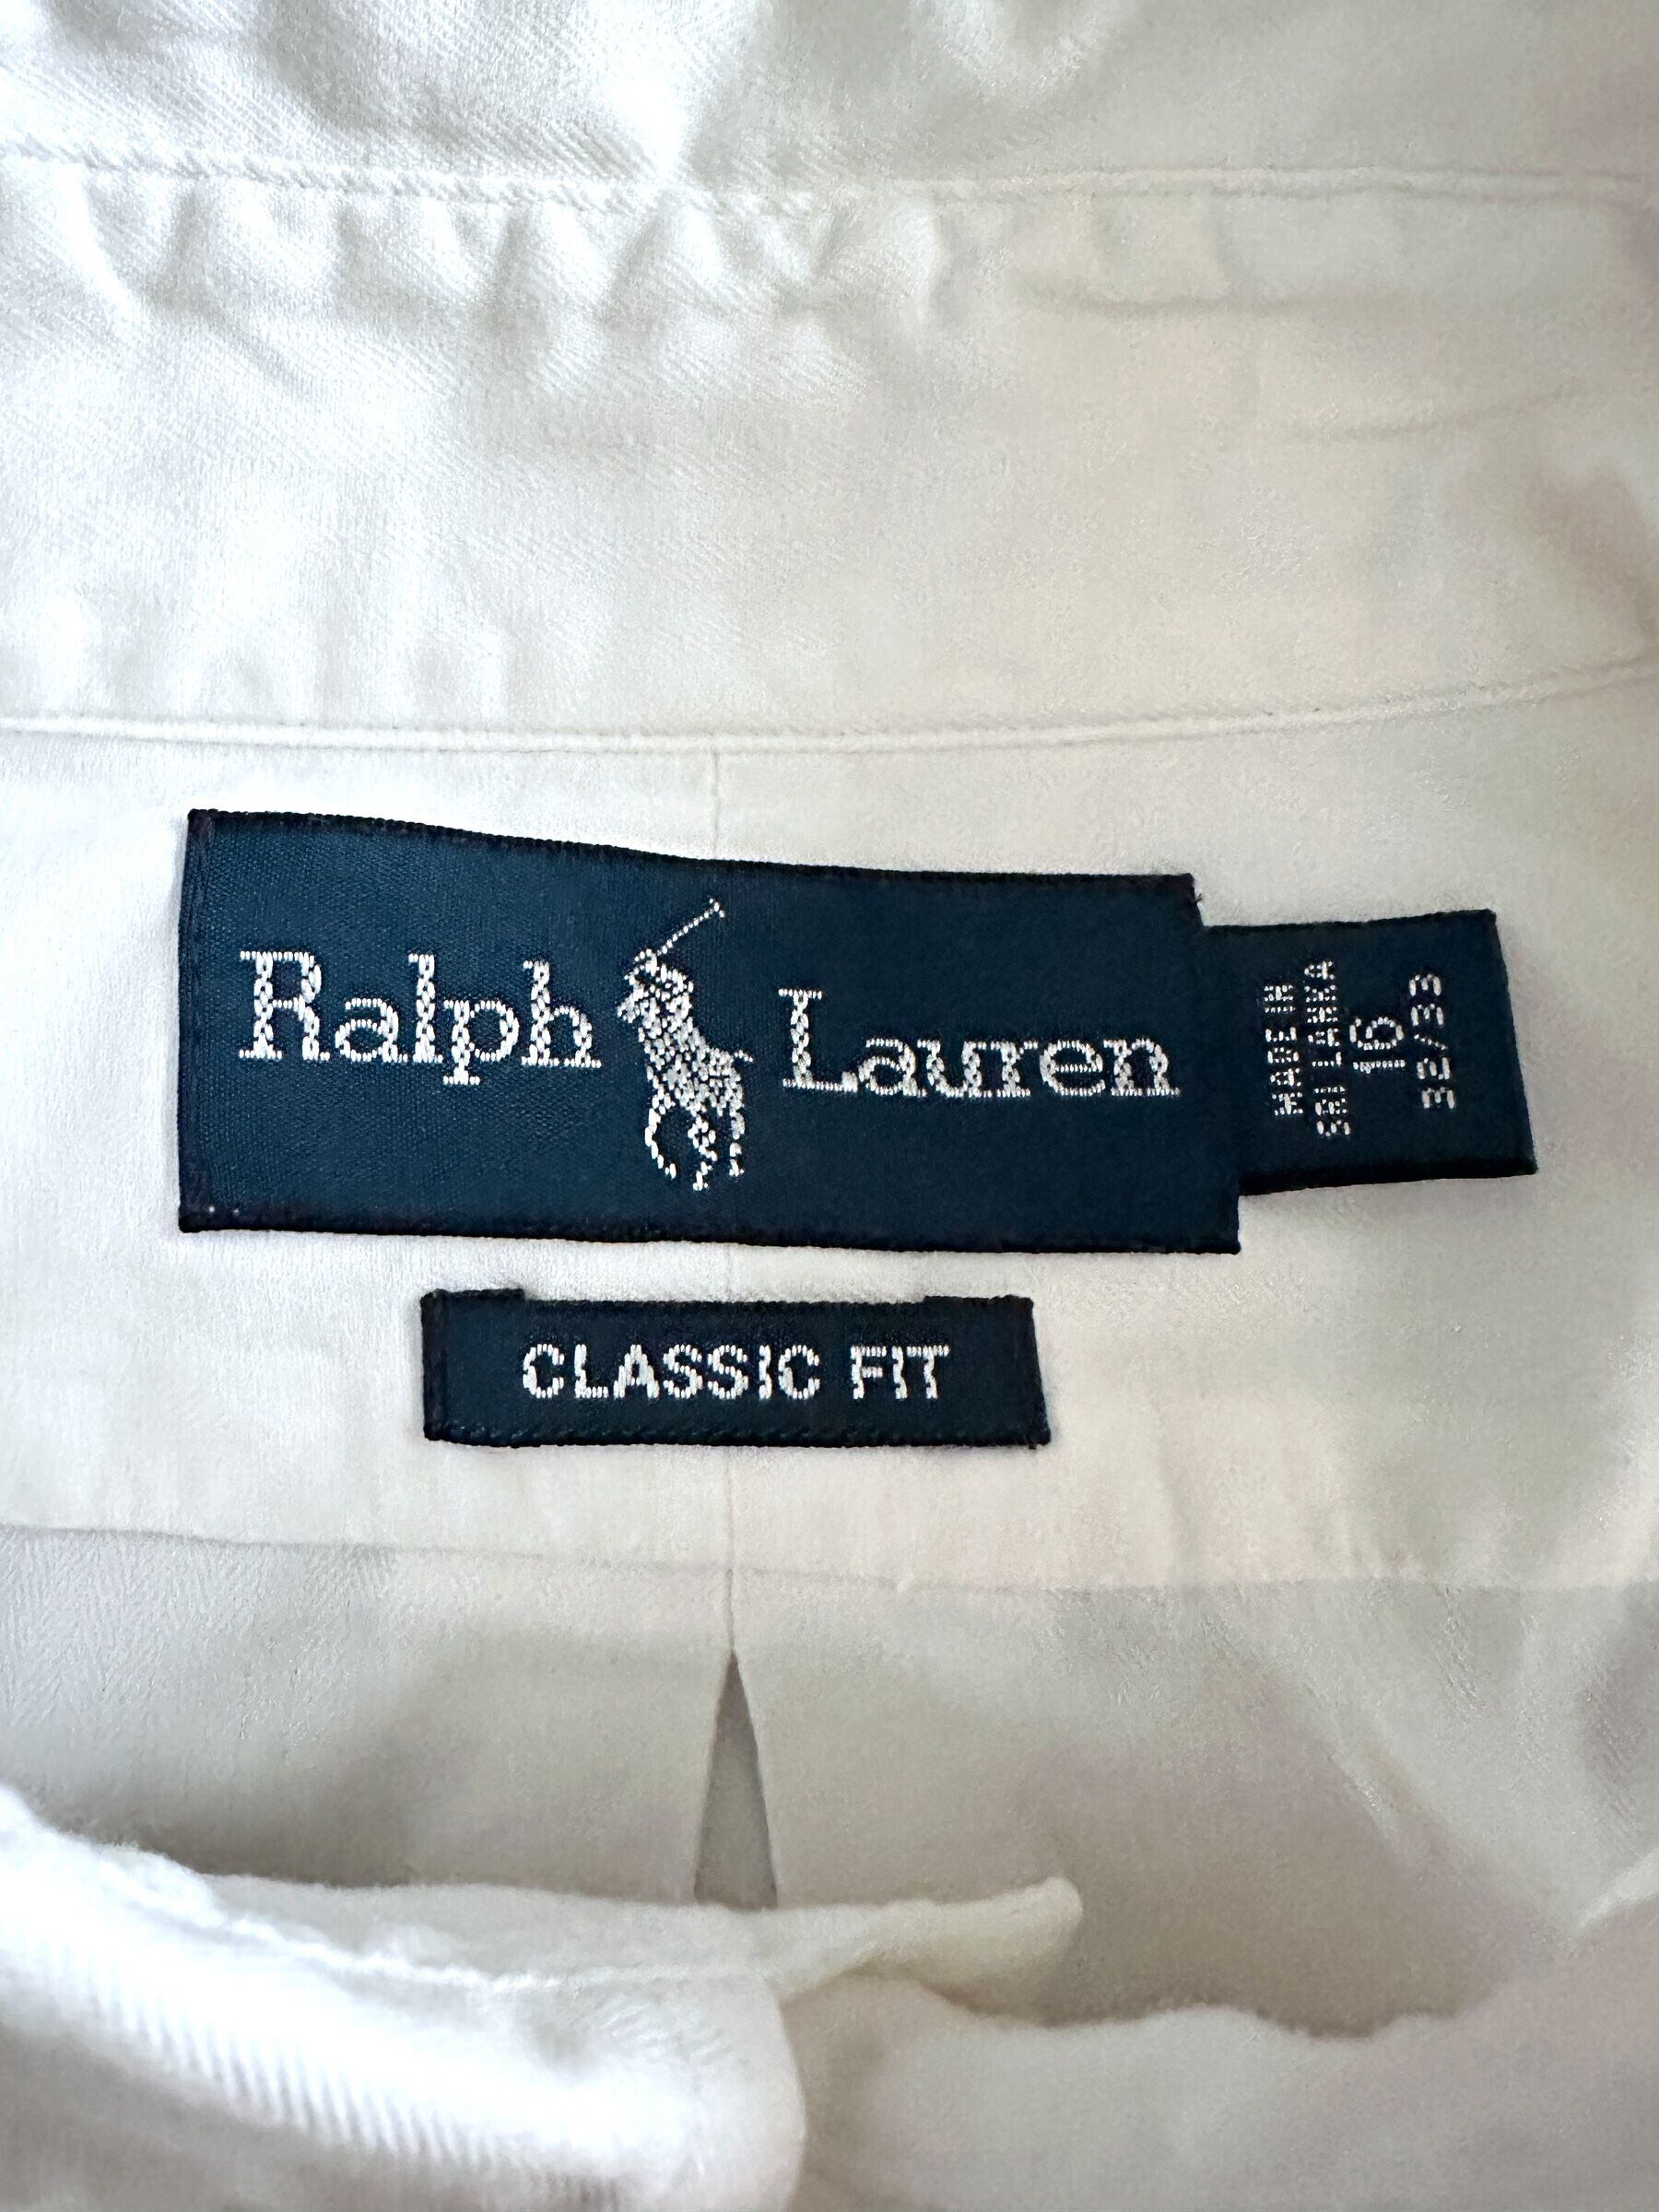 Ralph Lauren
MADE IN
SRI LANKA
16
32/33
CLASSIC FIT